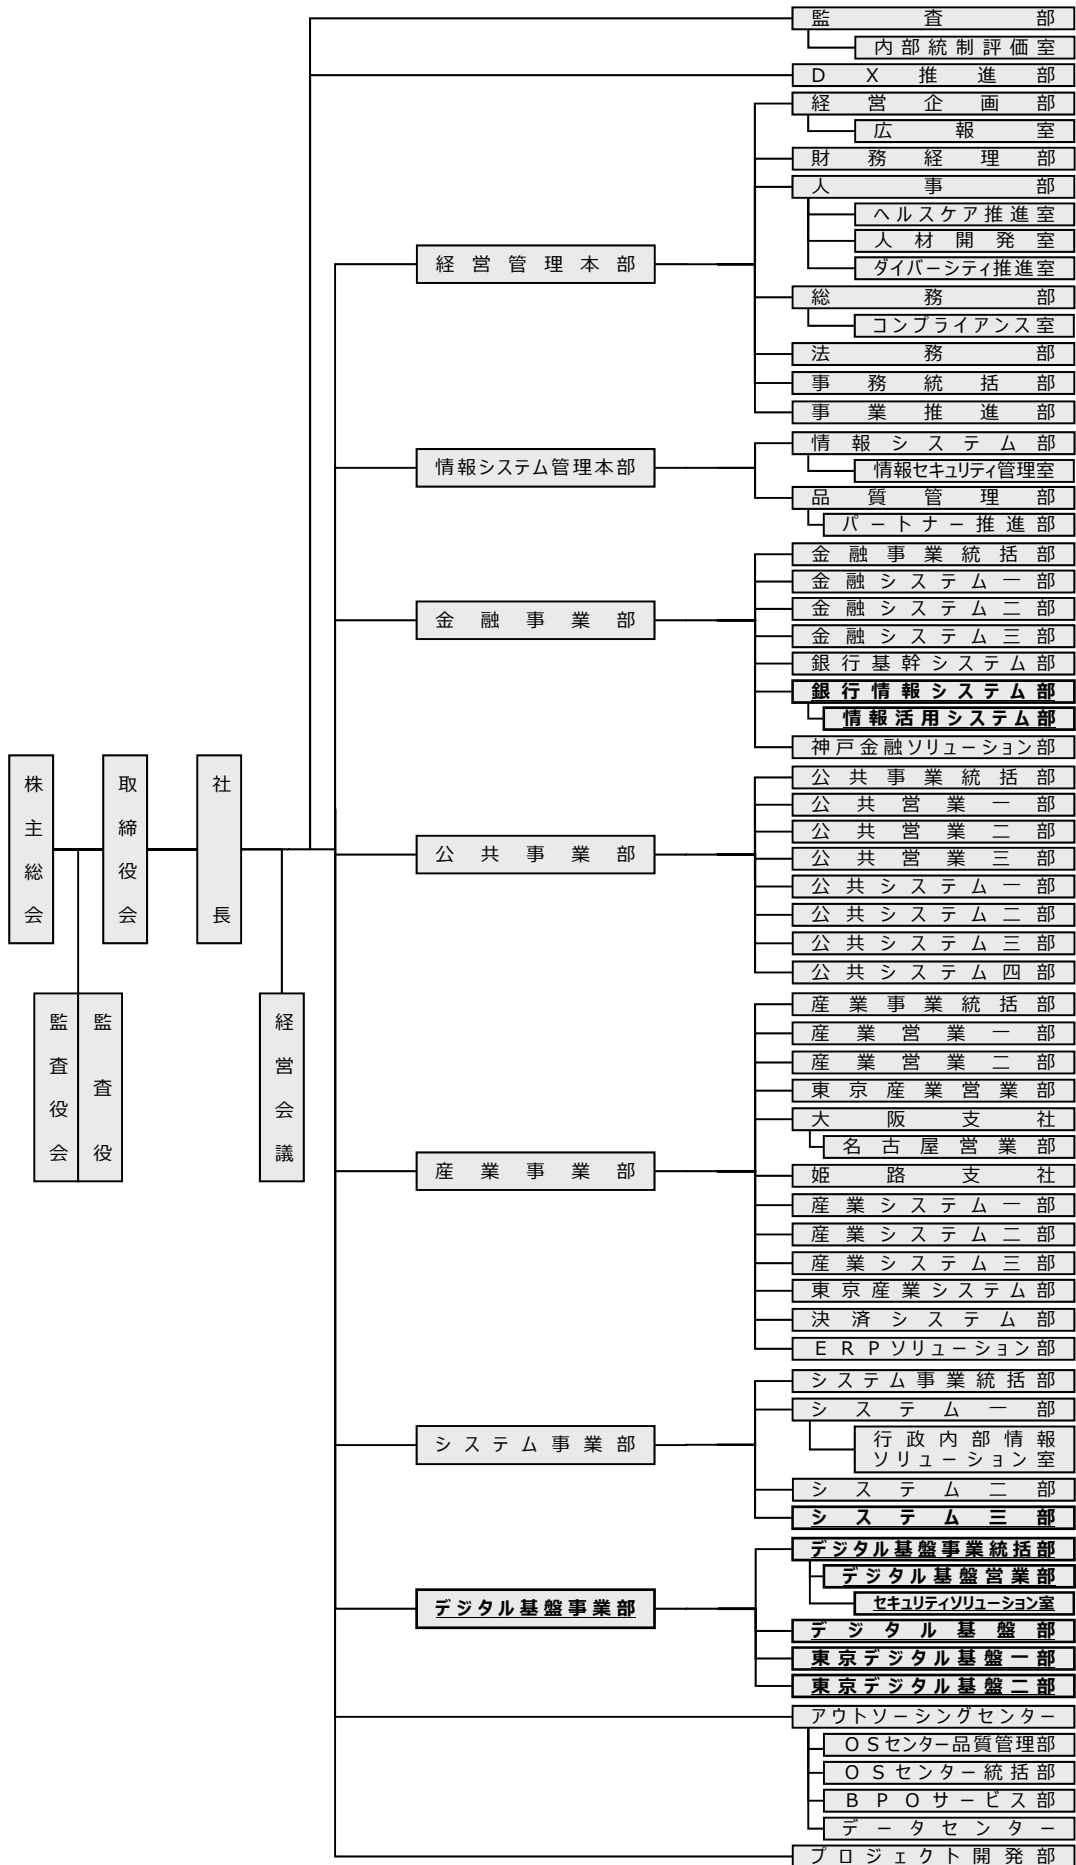 監査部
内部統制評価室
DX推進部
経営企画部
広報室
財務経理部
人事部
ヘルスケア推進室
人材開発室
ダイバーシティ推進室
経営管理本部
総務部
コンプライアンス室
法務部
事務統括部
事業推進部
情報システム部
情報システム管理本部
情報セキュリティ管理室
品質管理部
パートナー推進部
金融事業統括部
金融システム一部
金融システム二部
金融事業部
金融システム三部
銀行基幹システム部
銀行情報システム部
情報活用システム部
神戸金融ソリューション部
株主総会
取締役会
社長
公共事業統括部
公共営業一部
公共営業二部
公共事業部
公共営業三部
公共システム一部
公共システム二部
公共システム三部
公共システム四部
監査役会
監査役
経営会議
産業事業統括部
産業営業一部
産業営業二部
東京産業営業部
大阪支社
名古屋営業部
産業事業部
姫路支社
産業システム一部
産業システム二部
産業システム三部
東京産業システム部
決済システム部
ERPソリューション部
システム事業統括部
システム一部
システム事業部
行政内部情報
ソリューション室
システム二部
システム三部
デジタル基盤事業統括部
デジタル基盤営業部
セキュリティソリューション室
デジタル基盤事業部
デジタル基盤部
東京デジタル基盤一部
東京デジタル基盤二部
アウトソーシングセンター
OSセンター品質管理部
OSセンター統括部
BPOサービス部
データセンター
プロジェクト開発部